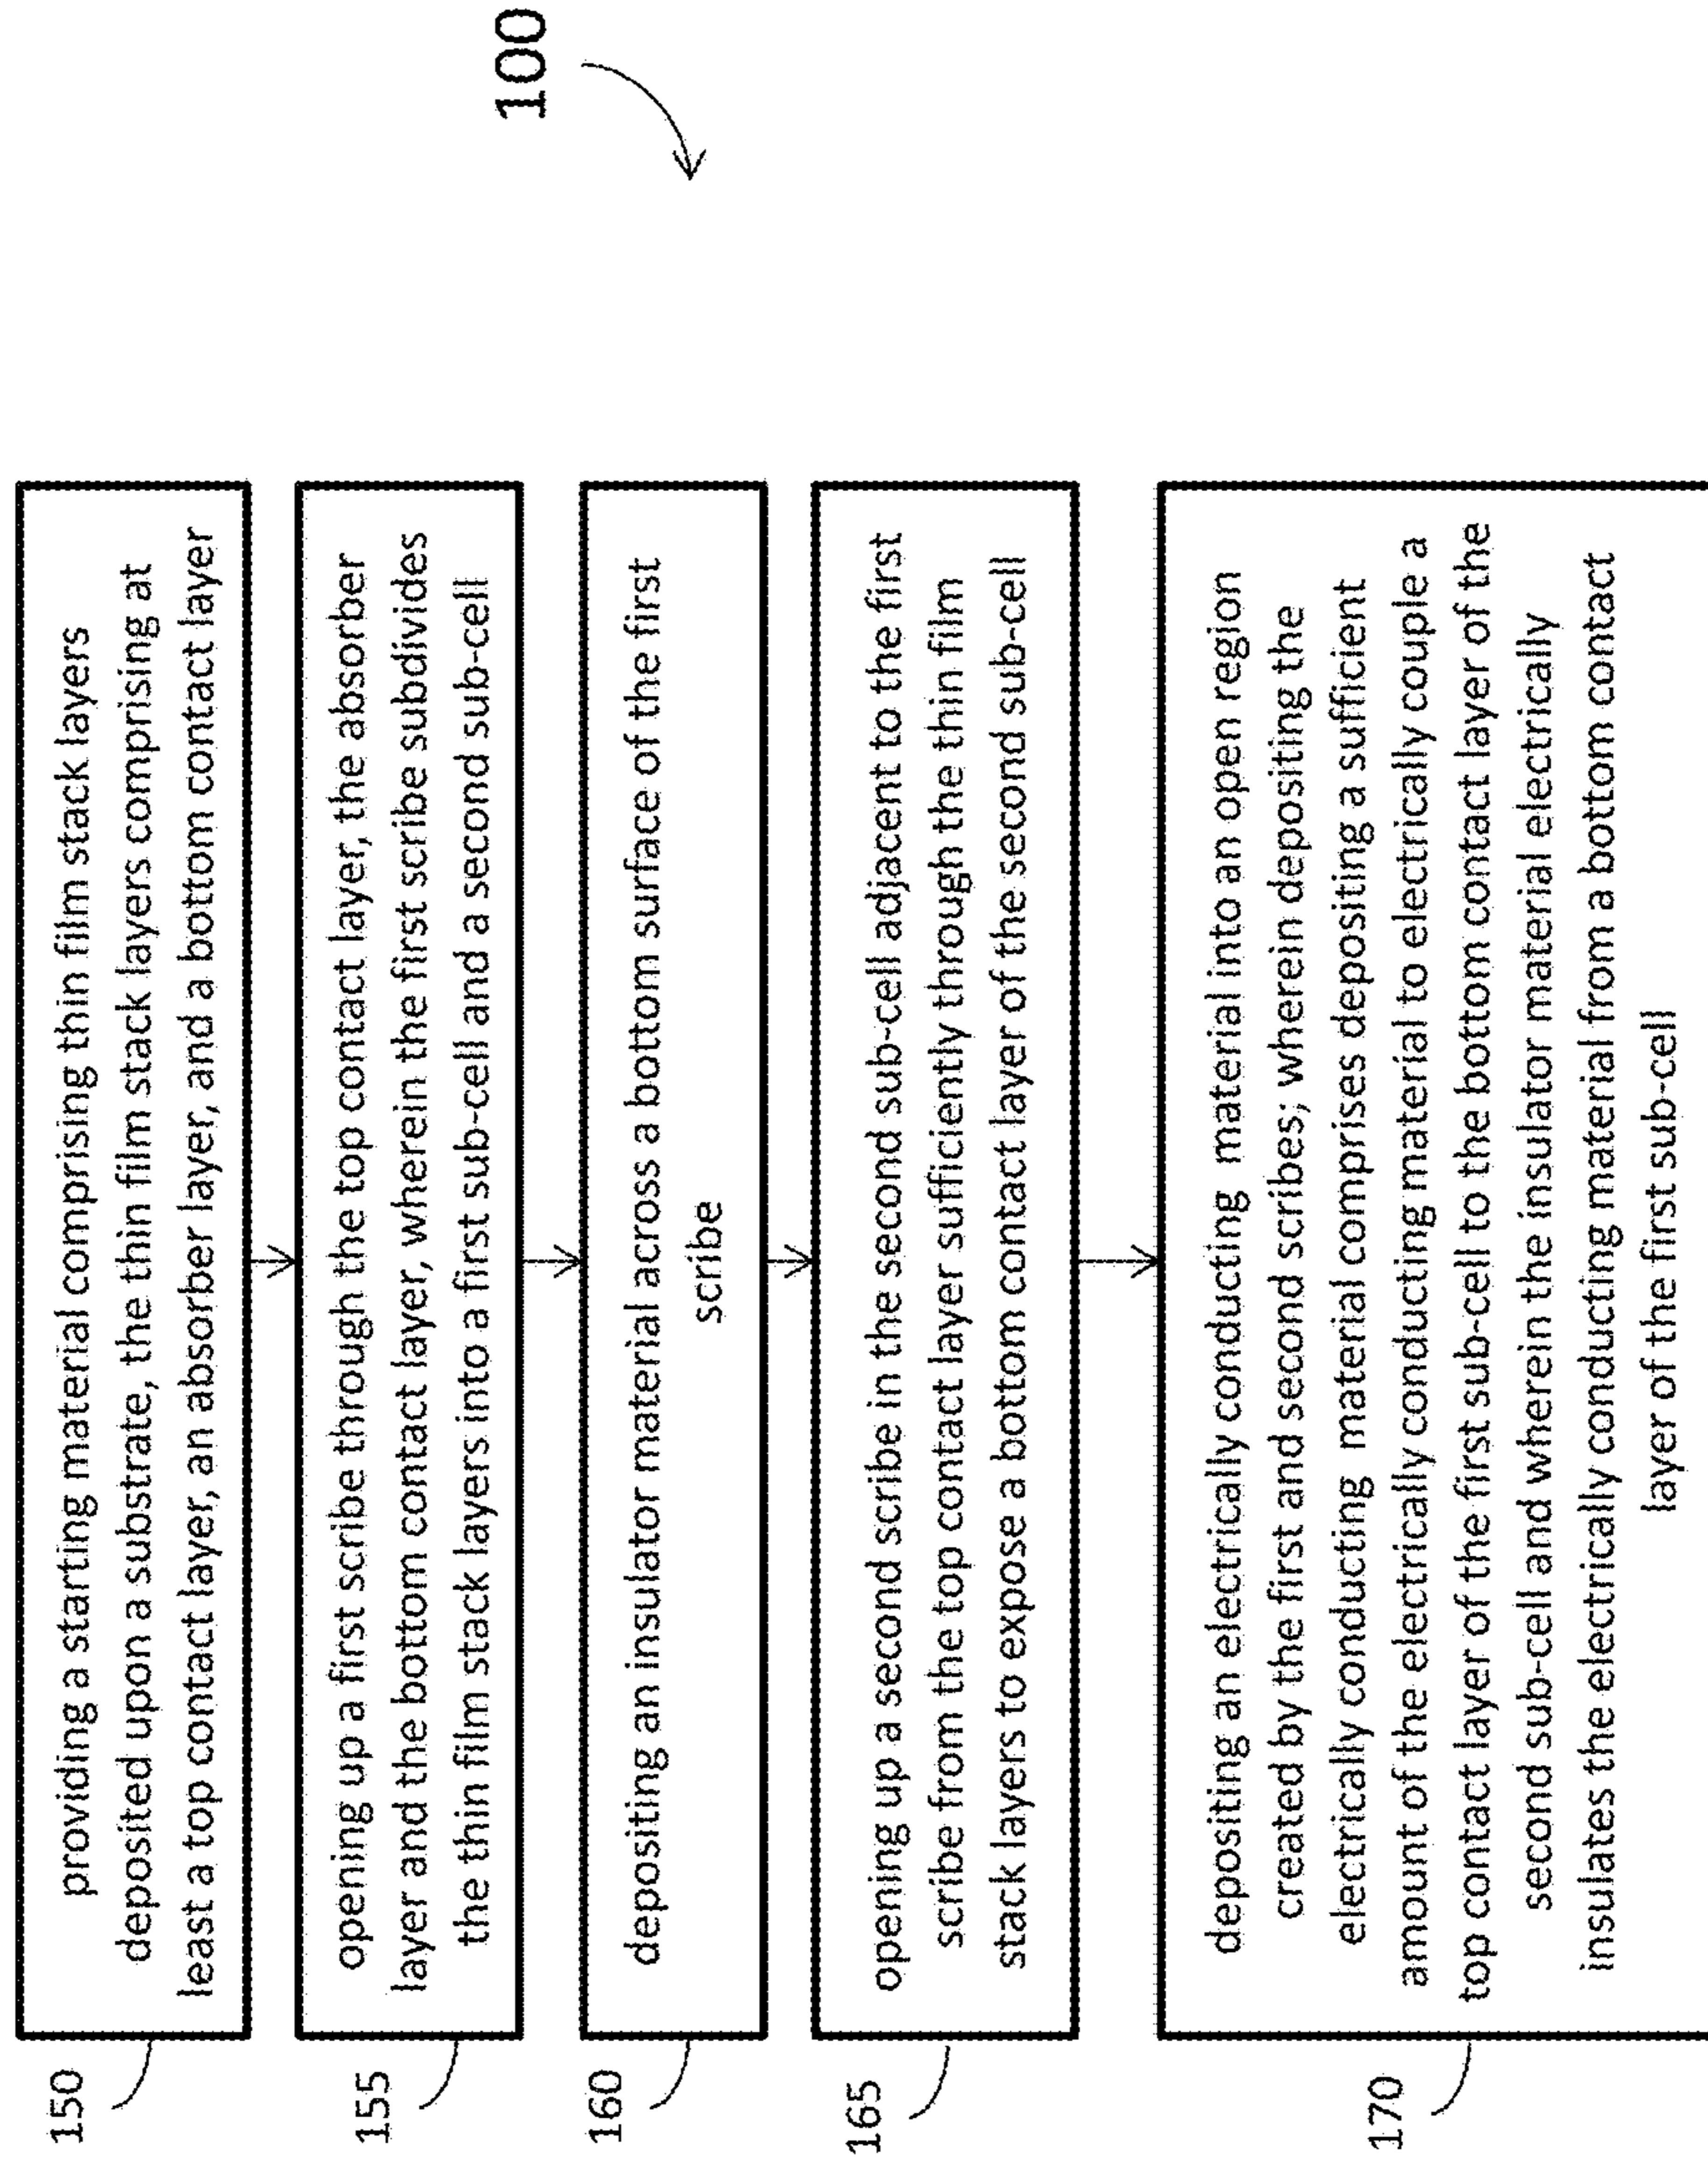 100
150
providing a starting material comprising thin film stack layers
deposited upon a substrate, the thin film stack layers comprising at
least a top contact layer, an absorber layer, and a bottom contact layer
155
opening up a first scribe through the top contact layer, the absorber
layer and the bottom contact layer, wherein the first scribe subdivides
the thin film stack layers into a first sub-cell and a second sub-cell
160
depositing an insulator material across a bottom surface of the first
scribe
165
opening up a second scribe in the second sub-cell adjacent to the first
scribe from the top contact layer sufficiently through the thin film
stack layers to expose a bottom contact layer of the second sub-cell
170
depositing an electrically conducting material into an open region
created by the first and second scribes; wherein depositing the
electrically conducting material comprises depositing a sufficient
amount of the electrically conducting material to electrically couple a
top contact layer of the first sub-cell to the bottom contact layer of the
second sub-cell and wherein the insulator material electrically
insulates the electrically conducting material from a bottom contact
layer of the first sub-cell